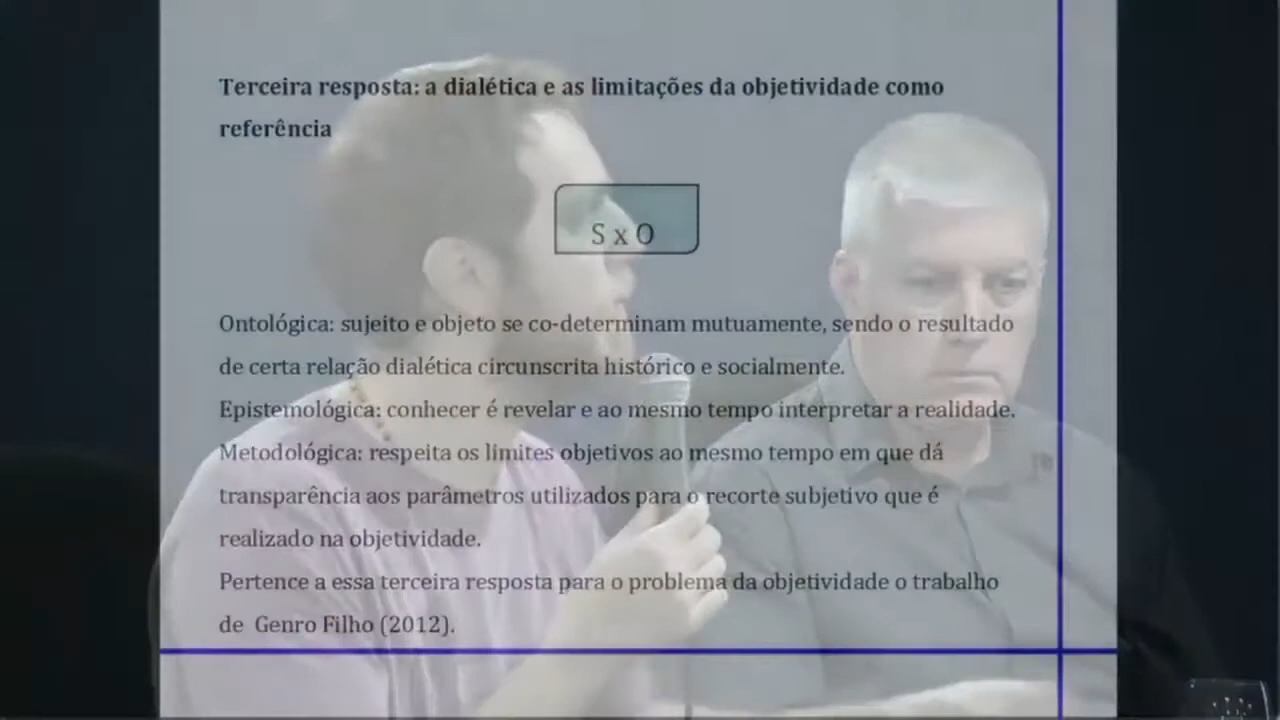 Terceira resposta: a dialética e as limitações da objetividade como
referência
S x O
Ontológica: sujeito e objeto se co-determinam mutuamente, sendo o resultado
de certa relação dialética circunscrita histórico e socialmente.
Epistemológica: conhecer é revelar e ao mesmo tempo interpretar a realidade.
Metodológica: respeita os limites objetivos ao mesmo tempo em que dá
transparência aos parâmetros utilizados para o recorte subjetivo que é
realizado na objetividade.
Pertence a essa terceira resposta para o problema da objetividade o trabalho
de Genro Filho (2012).